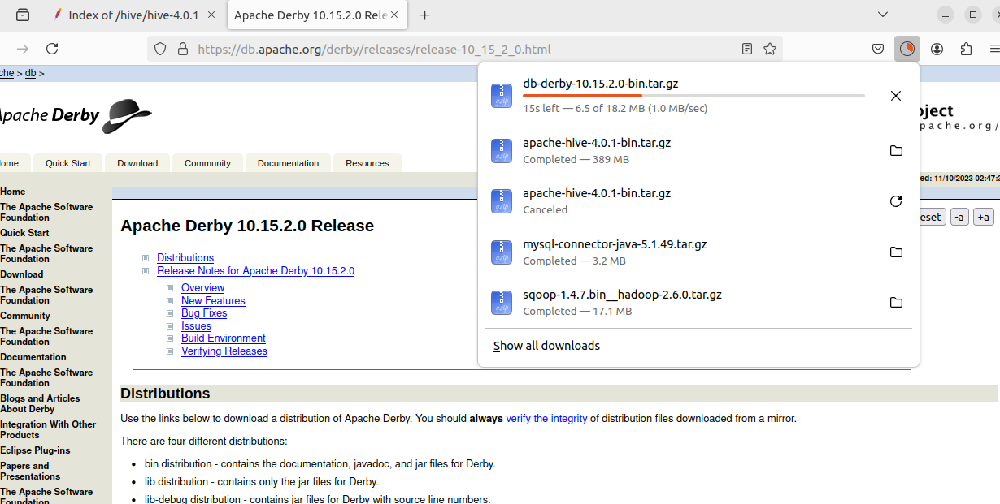 Index of /hive/hive-4.0.1
Apache Derby 10.15.2.0 Rele
https://db.apache.org/derby/releases/release-10_15_2_0.html
che > db >
pache Derby
oject
pache.org/
ome
Quick Start
Download
Community
Documentation
Resources
ed: 11/10/2023 02:47:3
eset
-a
+a
Home
The Apache Software
Foundation
Quick Start
The Apache Software
Foundation
Download
The Apache Software
Foundation
Community
The Apache Software
Foundation
Documentation
The Apache Software
Foundation
Blogs and Articles
About Derby
Integration With Other
Products
Eclipse Plug-ins
Papers and
Presentations
The Apache Software
Foundation
Apache Derby 10.15.2.0 Release
Distributions
Release Notes for Apache Derby 10.15.2.0
Overview
New Features
Bug Fixes
Issues
Build Environment
Verifying Releases
gzip
db-derby-10.15.2.0-bin.tar.gz
15s left — 6.5 of 18.2 MB (1.0 MB/sec)
gzip
apache-hive-4.0.1-bin.tar.gz
Completed — 389 MB
gzip
apache-hive-4.0.1-bin.tar.gz
Canceled
gzip
mysql-connector-java-5.1.49.tar.gz
Completed — 3.2 MB
gzip
sqoop-1.4.7.bin__hadoop-2.6.0.tar.gz
Completed — 17.1 MB
Show all downloads
Distributions
Use the links below to download a distribution of Apache Derby. You should always verify the integrity of distribution files downloaded from a mirror.
There are four different distributions:
• bin distribution - contains the documentation, javadoc, and jar files for Derby.
• lib distribution - contains only the jar files for Derby.
• lib-debug distribution - contains jar files for Derby with source line numbers.